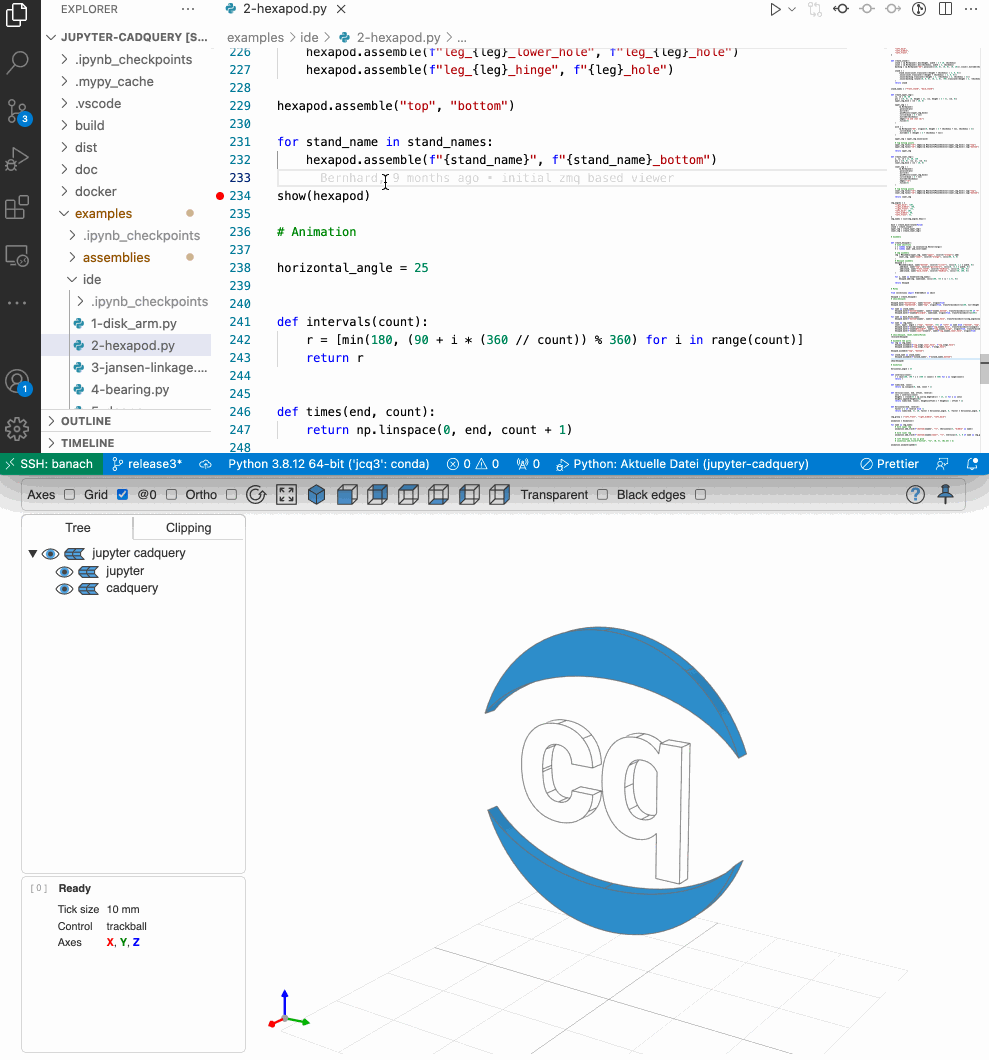 EXPLORER ···
2-hexapod.py
JUPYTER-CADQUERY [S...
.ipynb_checkpoints
.mypy_cache
.vscode
build
dist
doc
docker
examples
.ipynb_checkpoints
assemblies
ide
.ipynb_checkpoints
1-disk_arm.py
2-hexapod.py
3-jansen-linkage....
4-bearing.py
OUTLINE
TIMELINE
3
1
examples > ide > 2-hexapod.py > ...
226 hexapod.assemble(f"leg_{leg}_lower_hole", f"leg_{leg}_hole")
227 hexapod.assemble(f"leg_{leg}_hinge", f"{leg}_hole")
228
229 hexapod.assemble("top", "bottom")
230
231 for stand_name in stand_names:
232 hexapod.assemble(f"{stand_name}", f"{stand_name}_bottom")
233 Bernhard, 9 months ago • initial zmq based viewer
234 show(hexapod)
235
236 # Animation
237
238 horizontal_angle = 25
239
240
241 def intervals(count):
242 r = [min(180, (90 + i * (360 // count)) % 360) for i in range(count)]
243 return r
244
245
246 def times(end, count):
247 return np.linspace(0, end, count + 1)
248
SSH: banach release3* Python 3.8.12 64-bit ('jcq3': conda) 0 0 0 Python: Aktuelle Datei (jupyter-cadquery) Prettier
Axes Grid @0 Ortho Transparent Black edges ?
Tree Clipping
jupyter cadquery
jupyter
cadquery
cq
[0] Ready
Tick size 10 mm
Control trackball
Axes X, Y, Z